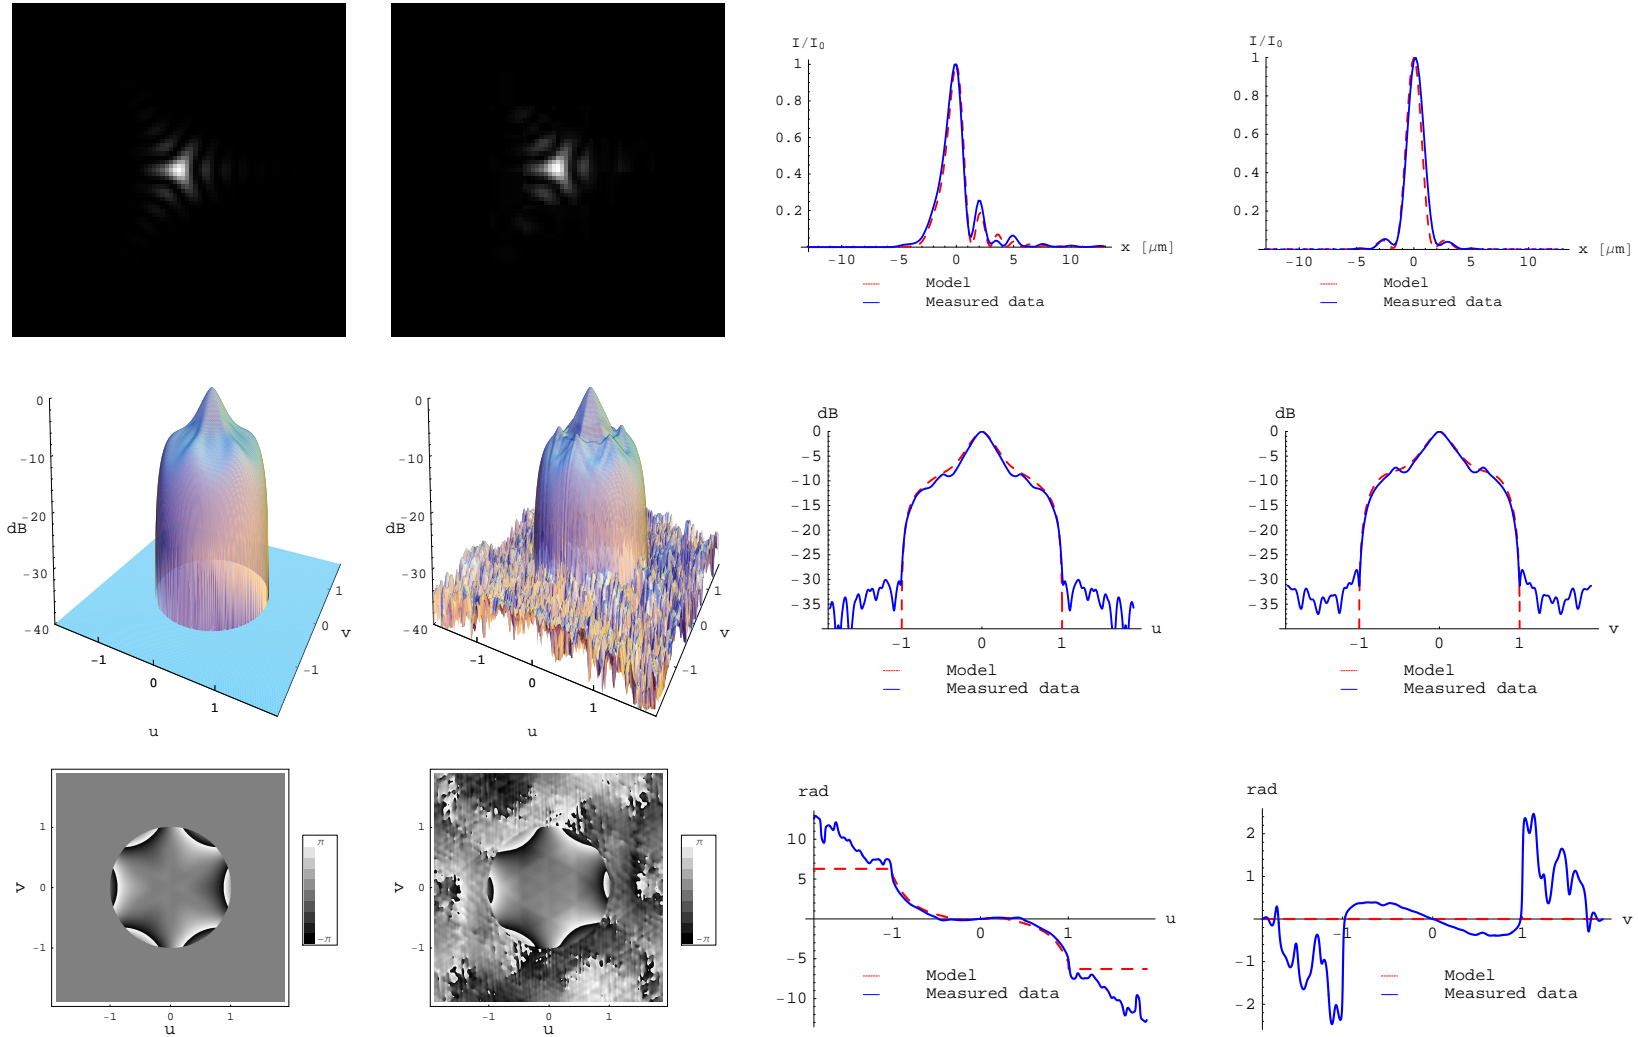 I/I0
1
0.8
0.6
0.4
0.2
-10 -5 0 5 10
x [μm]
Model
Measured data
I/I0
1
0.8
0.6
0.4
0.2
-10 -5 0 5 10
x [μm]
Model
Measured data
0
-10
-20
dB
-30
-40
-1
0
1
u
1
0
v
-1
0
-10
-20
dB
-30
-40
-1
0
1
u
1
0
v
-1
dB
0
-5
-10
-15
-20
-25
-30
-35
-1 0 1
u
Model
Measured data
dB
0
-5
-10
-15
-20
-25
-30
-35
-1 0 1
v
Model
Measured data
1
v 0
-1
-1 0 1
u
π
-π
1
v 0
-1
-1 0 1
u
π
-π
rad
10
5
-5
-10
-1 0 1
u
Model
Measured data
rad
2
1
-1
-2
-1 0 1
v
Model
Measured data